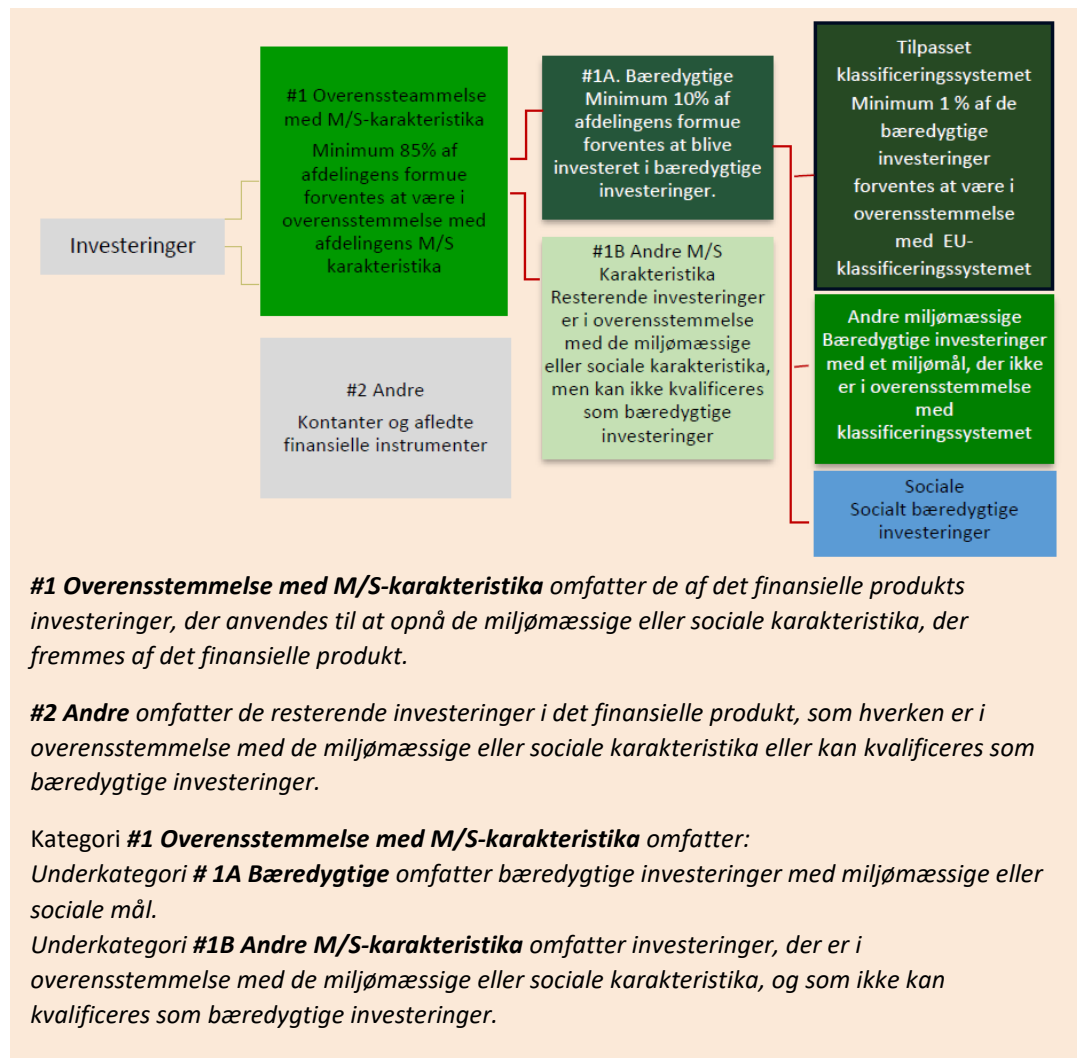 Investeringer
#1 Overenssteammelse
med M/S-karakteristika
Minimum 85% af
afdelingens formue
forventes at være i
overensstemmelse med
afdelingens M/S
karakteristika
#2 Andre
Kontanter og afledte
finansielle instrumenter
#1A. Bæredygtige
Minimum 10% af
afdelingens formue
forventes at blive
investeret i bæredygtige
investeringer.
#1B Andre M/S
Karakteristika
Resterende investeringer
er i overensstemmelse
med de miljømæssige
eller sociale karakteristika,
men kan ikke kvalificeres
som bæredygtige
investeringer
Tilpasset
klassificeringssystemet
Minimum 1 % af de
bæredygtige
investeringer
forventes at være i
overensstemmelse
med EU-
klassificeringssystemet
Andre miljømæssige
Bæredygtige investeringer
med et miljømål, der ikke
er i overensstemmelse
med
klassificeringssystemet
Sociale
Socialt bæredygtige
investeringer
#1 Overensstemmelse med M/S-karakteristika omfatter de af det finansielle produkts
investeringer, der anvendes til at opnå de miljømæssige eller sociale karakteristika, der
fremmes af det finansielle produkt.
#2 Andre omfatter de resterende investeringer i det finansielle produkt, som hverken er i
overensstemmelse med de miljømæssige eller sociale karakteristika eller kan kvalificeres som
bæredygtige investeringer.
Kategori #1 Overensstemmelse med M/S-karakteristika omfatter:
Underkategori # 1A Bæredygtige omfatter bæredygtige investeringer med miljømæssige eller
sociale mål.
Underkategori #1B Andre M/S-karakteristika omfatter investeringer, der er i
overensstemmelse med de miljømæssige eller sociale karakteristika, og som ikke kan
kvalificeres som bæredygtige investeringer.